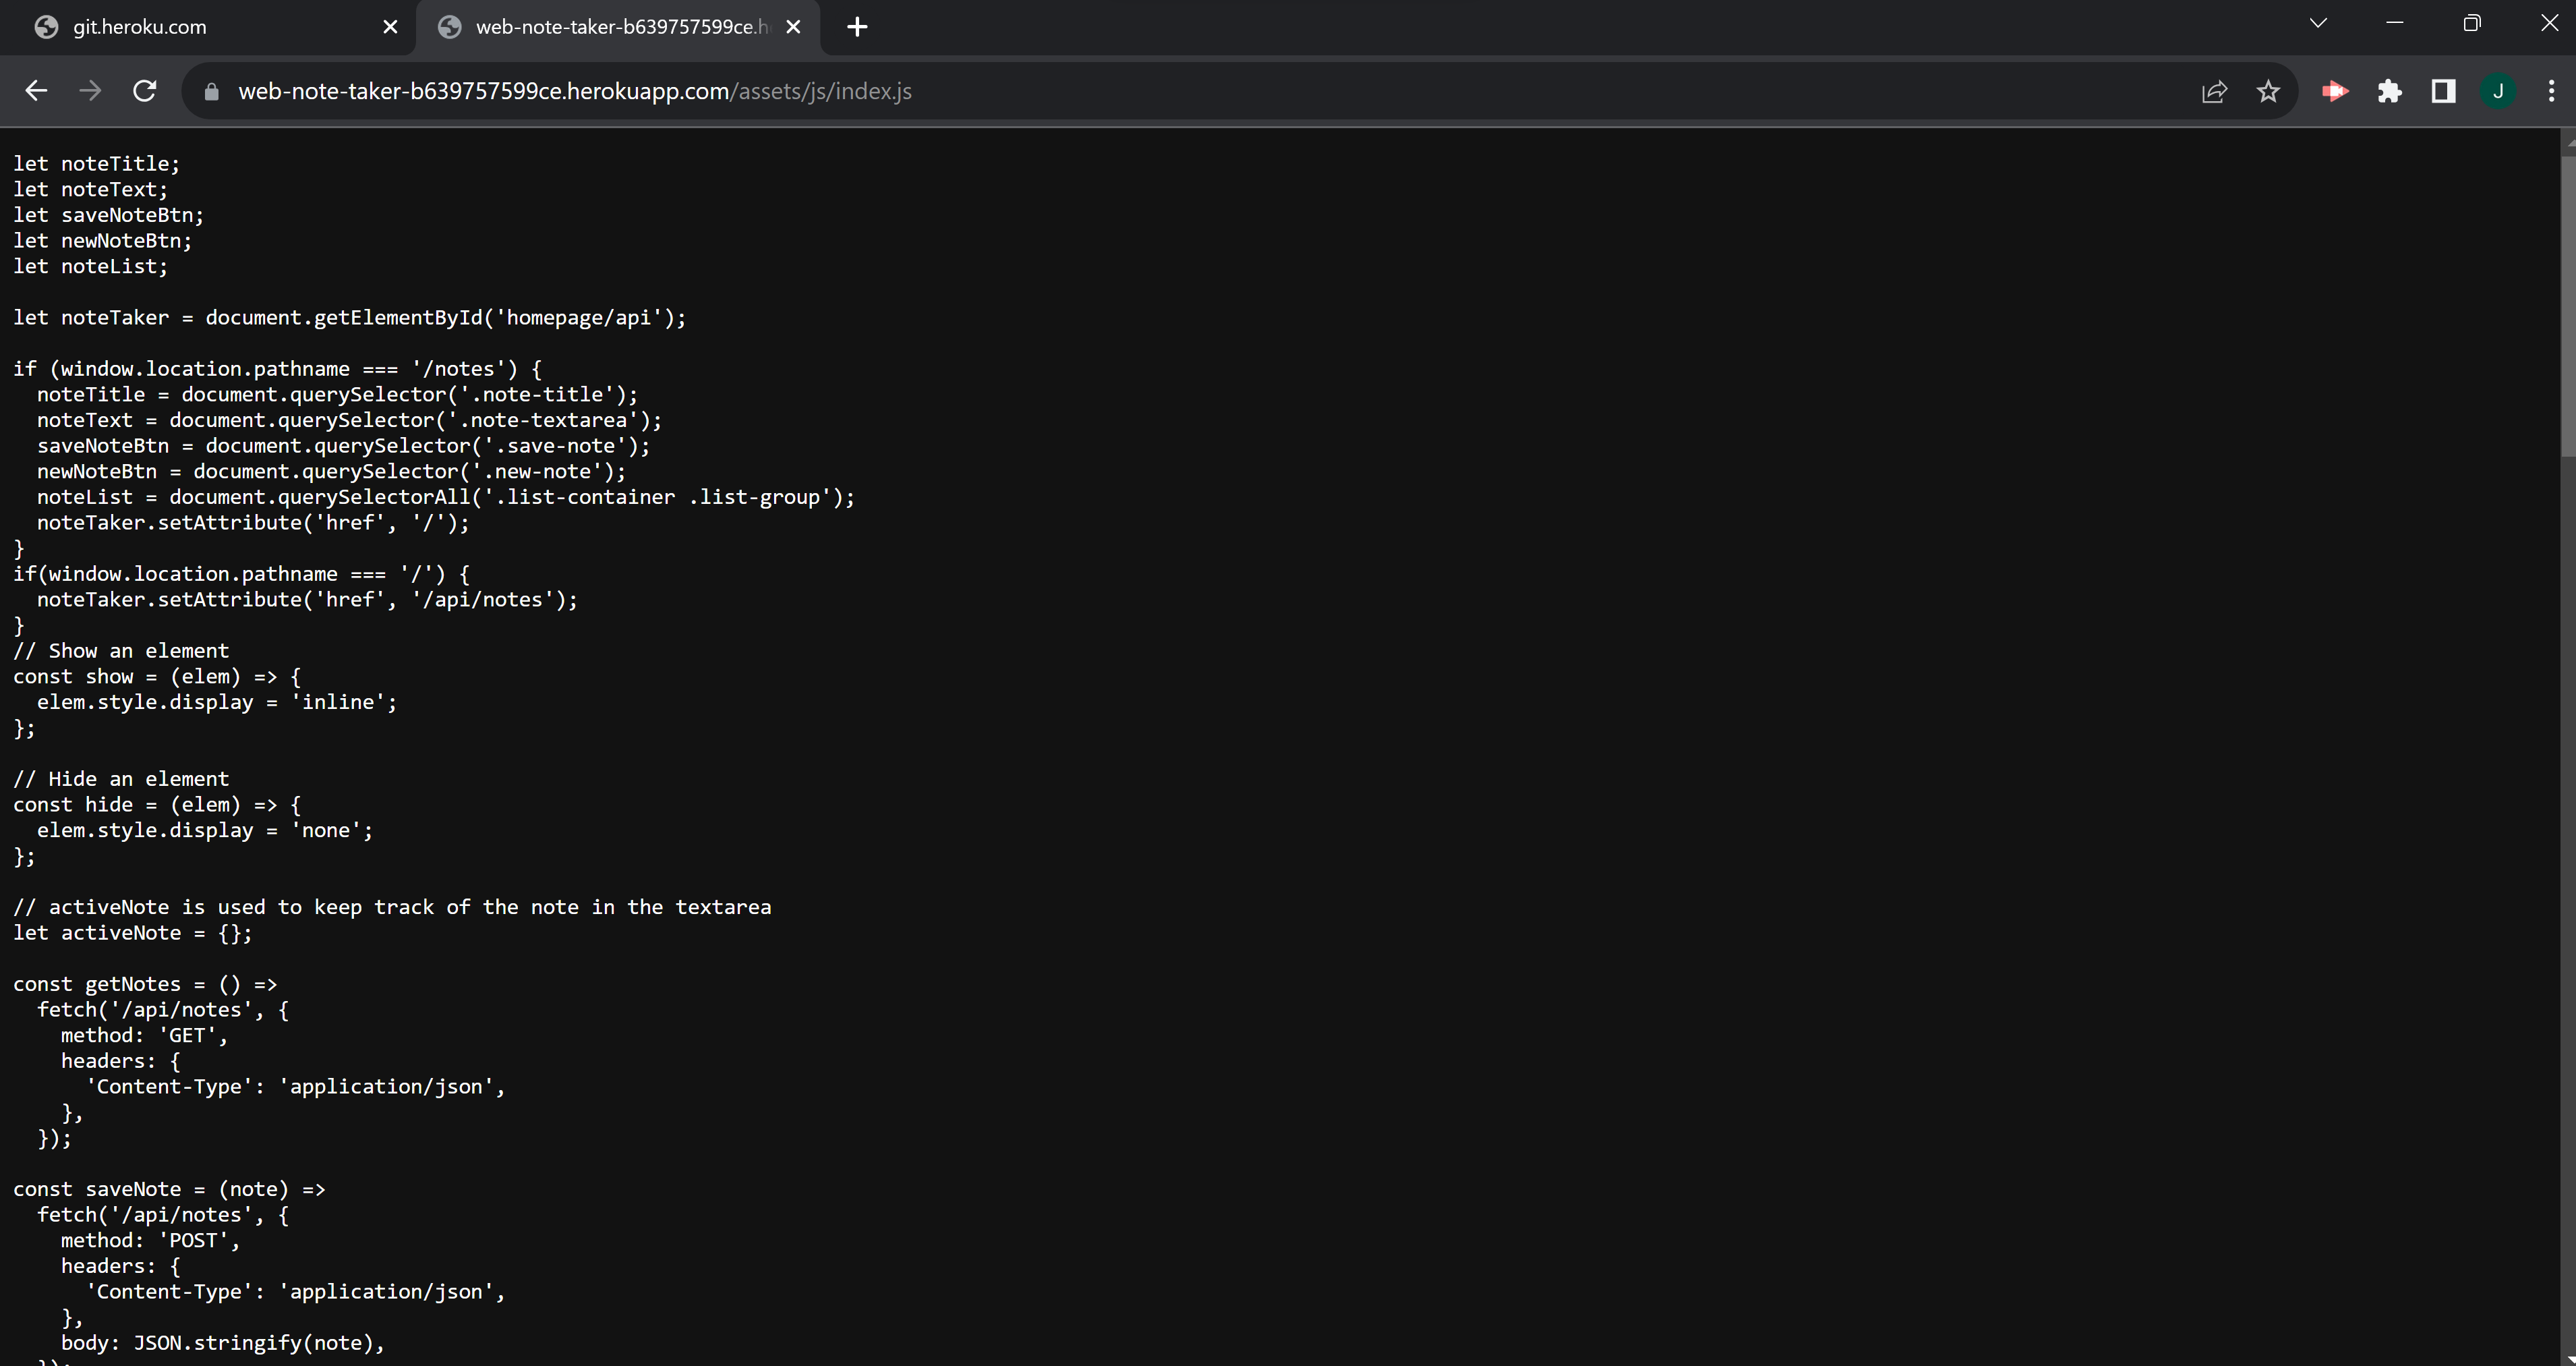 git.heroku.com
web-note-taker-b639757599ce.h
web-note-taker-b639757599ce.herokuapp.com/assets/js/index.js
J
let noteTitle;
let noteText;
let saveNoteBtn;
let newNoteBtn;
let noteList;
let noteTaker = document.getElementById('homepage/api');
if (window.location.pathname === '/notes') {
  noteTitle = document.querySelector('.note-title');
  noteText = document.querySelector('.note-textarea');
  saveNoteBtn = document.querySelector('.save-note');
  newNoteBtn = document.querySelector('.new-note');
  noteList = document.querySelectorAll('.list-container .list-group');
  noteTaker.setAttribute('href', '/');
}
if(window.location.pathname === '/') {
  noteTaker.setAttribute('href', '/api/notes');
}
// Show an element
const show = (elem) => {
  elem.style.display = 'inline';
};
// Hide an element
const hide = (elem) => {
  elem.style.display = 'none';
};
// activeNote is used to keep track of the note in the textarea
let activeNote = {};
const getNotes = () =>
  fetch('/api/notes', {
    method: 'GET',
    headers: {
      'Content-Type': 'application/json',
    },
  });
const saveNote = (note) =>
  fetch('/api/notes', {
    method: 'POST',
    headers: {
      'Content-Type': 'application/json',
    },
    body: JSON.stringify(note),